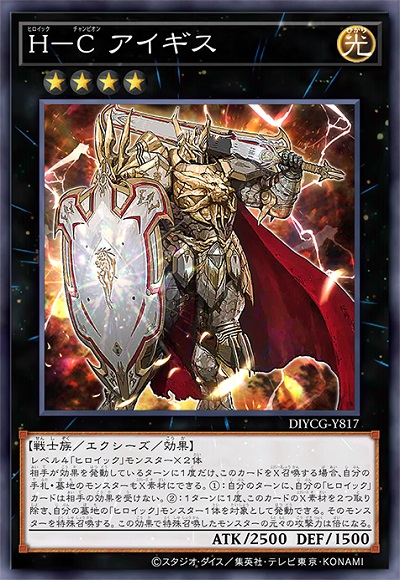 H－C アイギス
ヒロイック チャンピオン
光
ひかり
DIYCG-Y817
【戦士族／エクシーズ／効果】
レベル4「ヒロイック」モンスター×2体
相手が効果を発動しているターンに1度だけ、このカードをX召喚する場合、自分の
手札・墓地のモンスターもX素材にできる。①：自分のターンに、自分の「ヒロイック」
カードは相手の効果を受けない。②：1ターンに1度、このカードのX素材を2つ取り
除き、自分の墓地の「ヒロイック」モンスター1体を対象として発動できる。そのモンス
ターを特殊召喚する。この効果で特殊召喚したモンスターの元々の攻撃力は倍になる。
ATK/2500 DEF/1500
©スタジオ・ダイス／集英社・テレビ東京・KONAMI